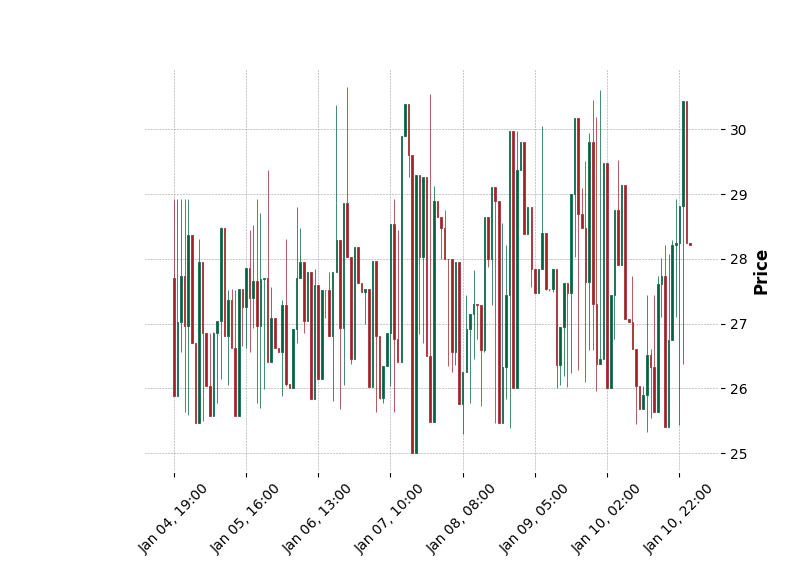 30
29
28
27
26
25
Price
Jan 04, 19:00
Jan 05, 16:00
Jan 06, 13:00
Jan 07, 10:00
Jan 08, 08:00
Jan 09, 05:00
Jan 10, 02:00
Jan 10, 22:00